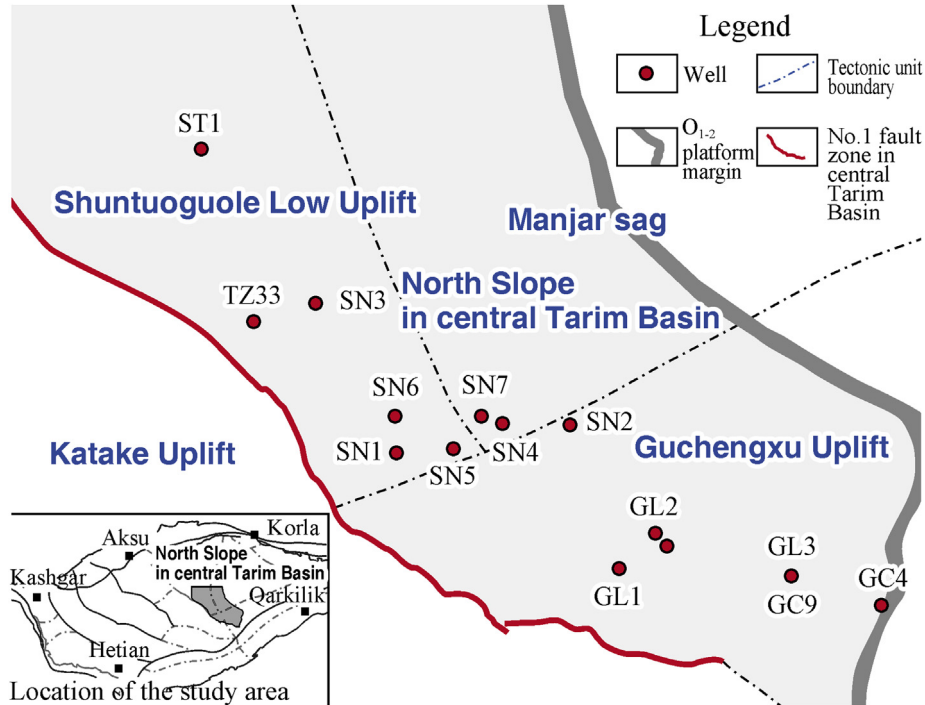 Legend
Well
Tectonic unit
boundary
O1-2
platform
margin
No.1 fault
zone in
central
Tarim
Basin
ST1
Shuntuoguole Low Uplift
Manjar sag
TZ33
SN3
North Slope
in central Tarim Basin
SN6
SN7
SN1
SN5
SN4
SN2
Katake Uplift
Guchengxu Uplift
GL2
GL1
GL3
GC9
GC4
Korla
Aksu
North Slope
in central Tarim Basin
Kashgar
Qarkilik
Hetian
Location of the study area